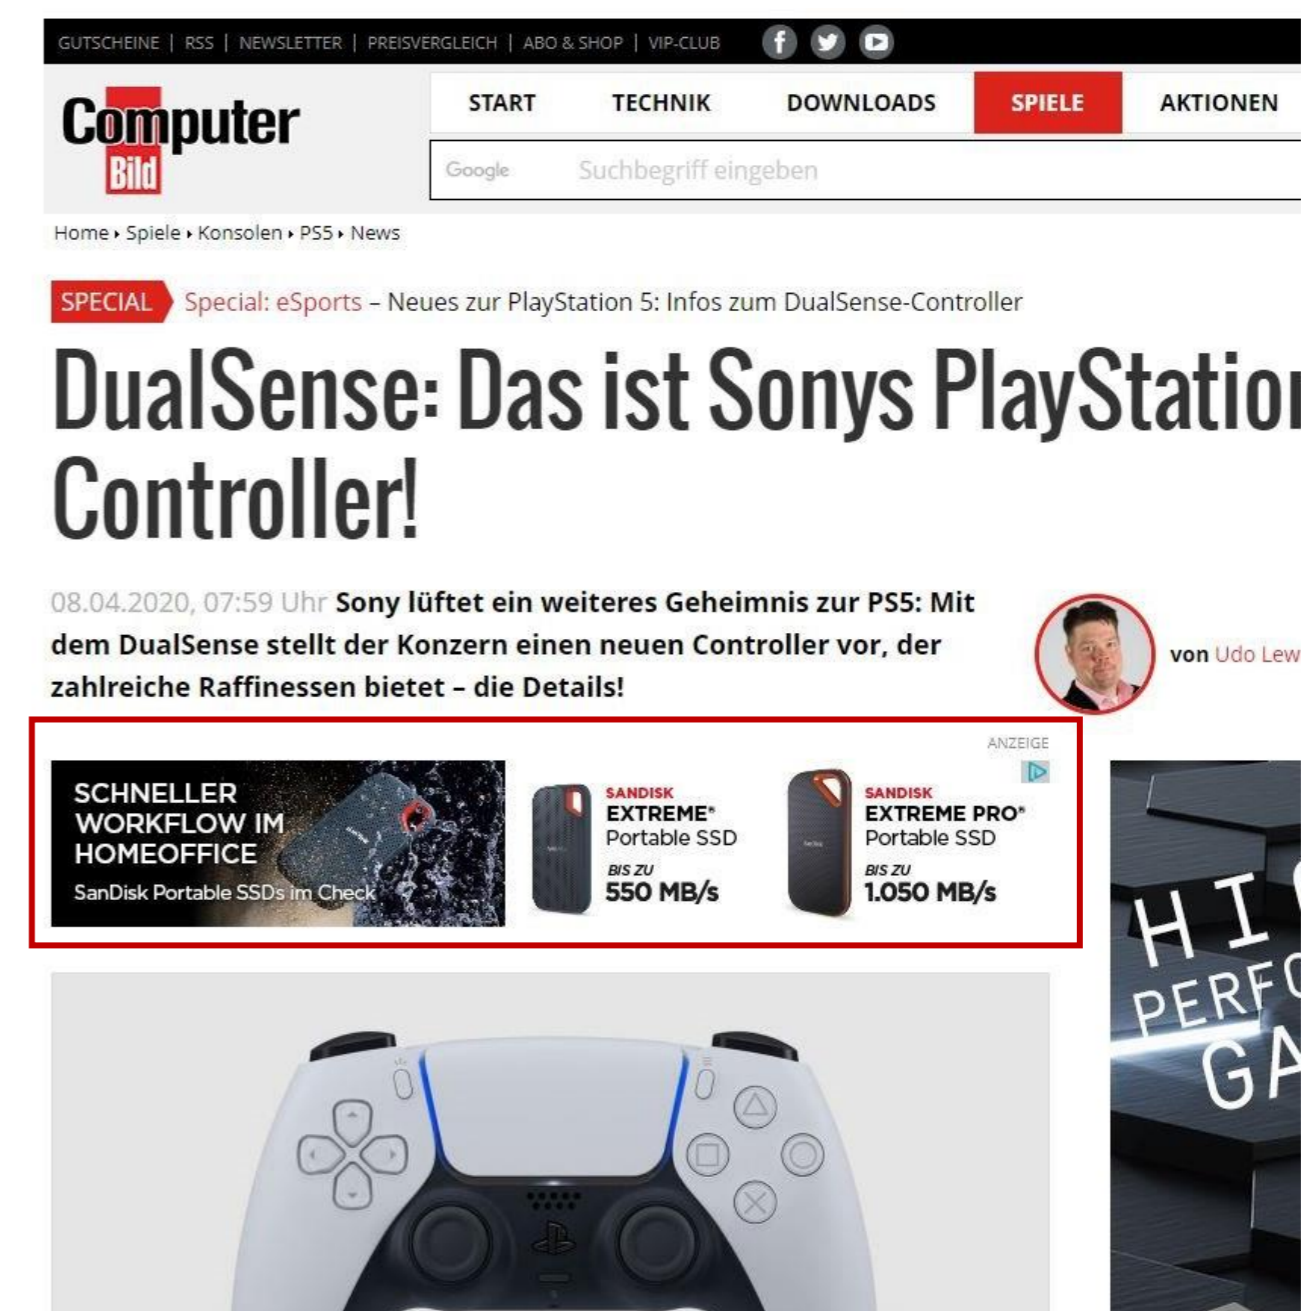 GUTSCHEINE | RSS | NEWSLETTER | PREISVERGLEICH | ABO & SHOP | VIP-CLUB
Computer
Bild
START TECHNIK DOWNLOADS SPIELE AKTIONEN
Google Suchbegriff eingeben
Home ▸ Spiele ▸ Konsolen ▸ PS5 ▸ News
SPECIAL Special: eSports – Neues zur PlayStation 5: Infos zum DualSense-Controller
DualSense: Das ist Sonys PlayStation
Controller!
08.04.2020, 07:59 Uhr Sony lüftet ein weiteres Geheimnis zur PS5: Mit
dem DualSense stellt der Konzern einen neuen Controller vor, der
zahlreiche Raffinessen bietet – die Details!
von Udo Lew
ANZEIGE
SCHNELLER
WORKFLOW IM
HOMEOFFICE
SanDisk Portable SSDs im Check
SANDISK
EXTREME®
Portable SSD
BIS ZU
550 MB/s
SANDISK
EXTREME PRO®
Portable SSD
BIS ZU
1.050 MB/s
HI
PERFO
GA